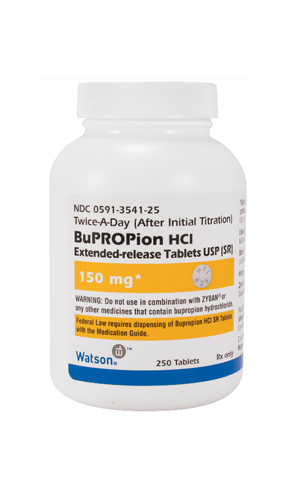 NDC 0591-3541-25
Twice-A-Day (After Initial Titration)
BuPROPion HCl
Extended-release Tablets USP (SR)
150 mg*
WARNING: Do not use in combination with ZYBAN® or
any other medicines that contain bupropion hydrochloride.
Federal Law requires dispensing of Bupropion HCl SR Tablets
with the Medication Guide.
Watson® ™
250 Tablets
Rx only